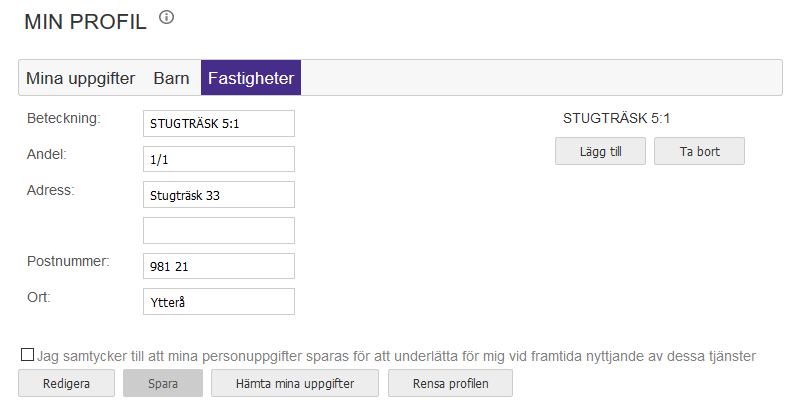 MIN PROFIL
Mina uppgifter Barn Fastigheter
Beteckning: STUGTRÄSK 5:1 STUGTRÄSK 5:1
Andel: 1/1 Lägg till Ta bort
Adress: Stugträsk 33
Postnummer: 981 21
Ort: Ytterå
Jag samtycker till att mina personuppgifter sparas för att underlätta för mig vid framtida nyttjande av dessa tjänster
Redigera Spara Hämta mina uppgifter Rensa profilen